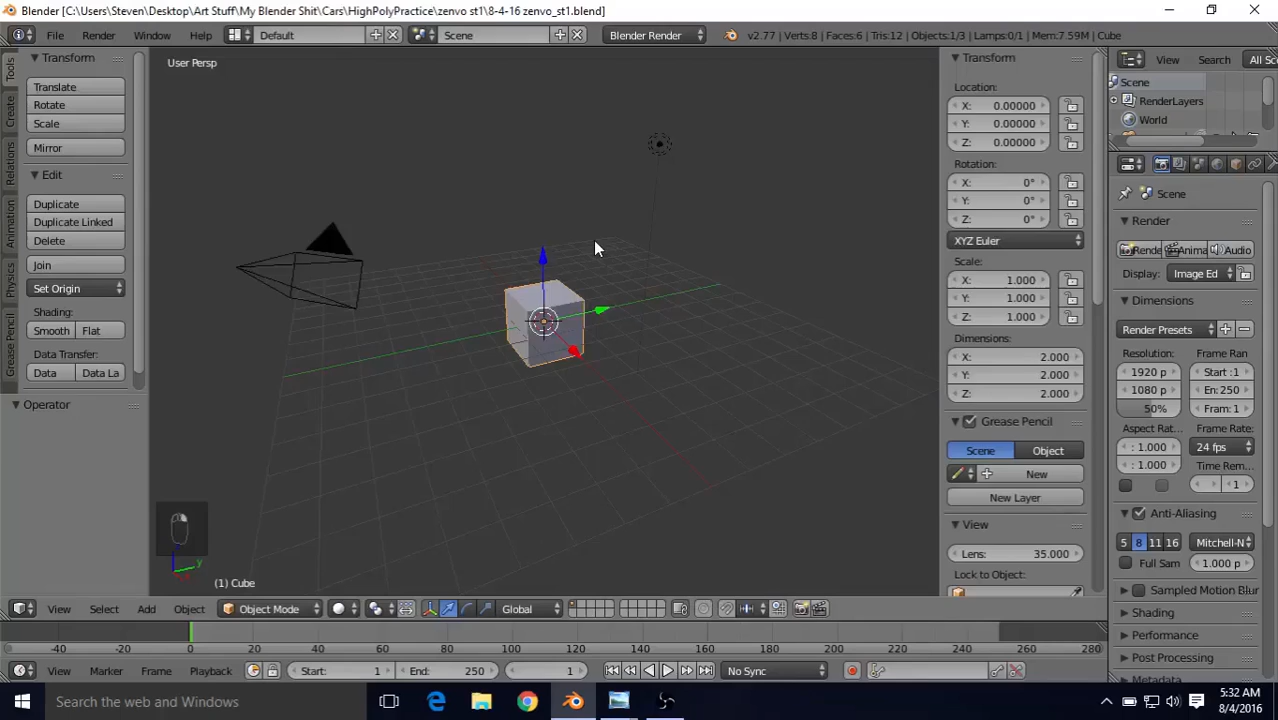 Blender [C:\Users\Steven\Desktop\Art Stuff\My Blender Shit\Cars\HighPolyPractice\zenvo st1\8-4-16 zenvo_st1.blend]
File Render Window Help Default Scene Blender Render v2.77 | Verts:8 | Faces:6 | Tris:12 | Objects:1/3 | Lamps:0/1 | Mem:7.59M | Cube
Tools
Create
Relations
Animation
Physics
Grease Pencil
Transform
Translate
Rotate
Scale
Mirror
Edit
Duplicate
Duplicate Linked
Delete
Join
Set Origin
Shading:
Smooth Flat
Data Transfer:
Data Data La
Operator
User Persp
(1) Cube
y
Transform
Location:
X: 0.00000
Y: 0.00000
Z: 0.00000
Rotation:
X: 0°
Y: 0°
Z: 0°
XYZ Euler
Scale:
X: 1.000
Y: 1.000
Z: 1.000
Dimensions:
X: 2.000
Y: 2.000
Z: 2.000
Grease Pencil
Scene Object
New
New Layer
View
Lens: 35.000
Lock to Object:
View Search All Sc
Scene
RenderLayers
World
Scene
Render
Rende Anima Audio
Display: Image Ed
Dimensions
Render Presets
Resolution: Frame Ran
1920 p Start :1
1080 p En: 250
50% Fram: 1
Aspect Rat... Frame Rate:
: 1.000 24 fps
: 1.000 Time Rem...
1
Anti-Aliasing
5 8 11 16 Mitchell-N
Full Sam 1.000 p
Sampled Motion Blur
Shading
Performance
Post Processing
View Select Add Object Object Mode Global
-40 -20 0 20 40 60 80 100 120 140 160 180 200 220 240 260 280
View Marker Frame Playback Start: 1 End: 250 1 No Sync
Search the web and Windows
5:32 AM
8/4/2016